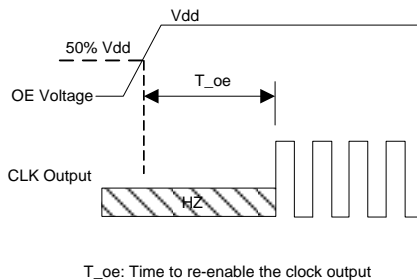 Vdd
50% Vdd
T_oe
OE Voltage
CLK Output
HZ
T_oe: Time to re-enable the clock output